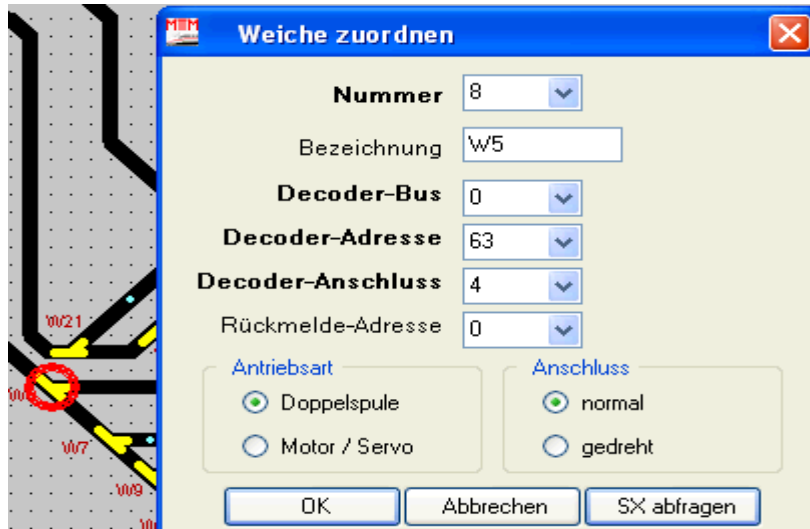 MEM
Weiche zuordnen
Nummer 8
Bezeichnung W5
Decoder-Bus 0
Decoder-Adresse 63
Decoder-Anschluss 4
Rückmelde-Adresse 0
Antriebsart Anschluss
Doppelspule normal
Motor / Servo gedreht
OK Abbrechen SX abfragen
W21
W7
W9